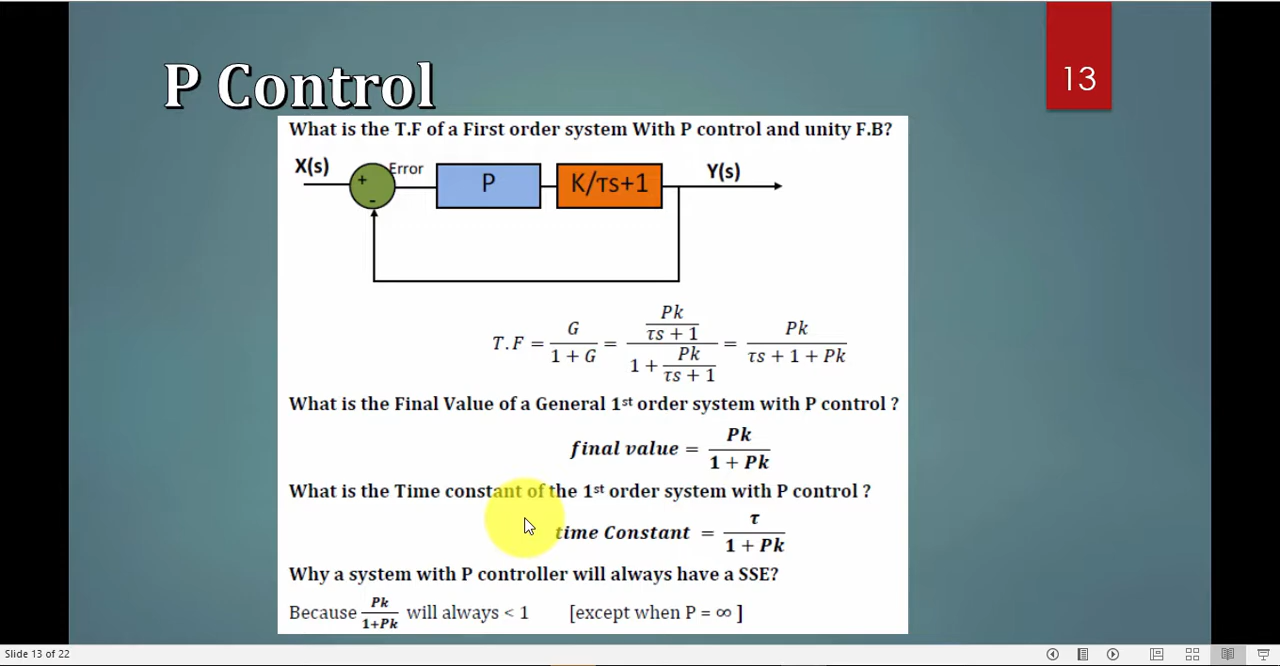 P Control
13
What is the T.F of a First order system With P control and unity F.B?
X(s) + - Error P K/τs+1 Y(s)
T.F = G / 1 + G = Pk / τs + 1 / 1 + Pk / τs + 1 = Pk / τs + 1 + Pk
What is the Final Value of a General 1st order system with P control ?
final value = Pk / 1 + Pk
What is the Time constant of the 1st order system with P control ?
time Constant = τ / 1 + Pk
Why a system with P controller will always have a SSE?
Because Pk / 1+Pk will always < 1 [except when P = ∞ ]
Slide 13 of 22